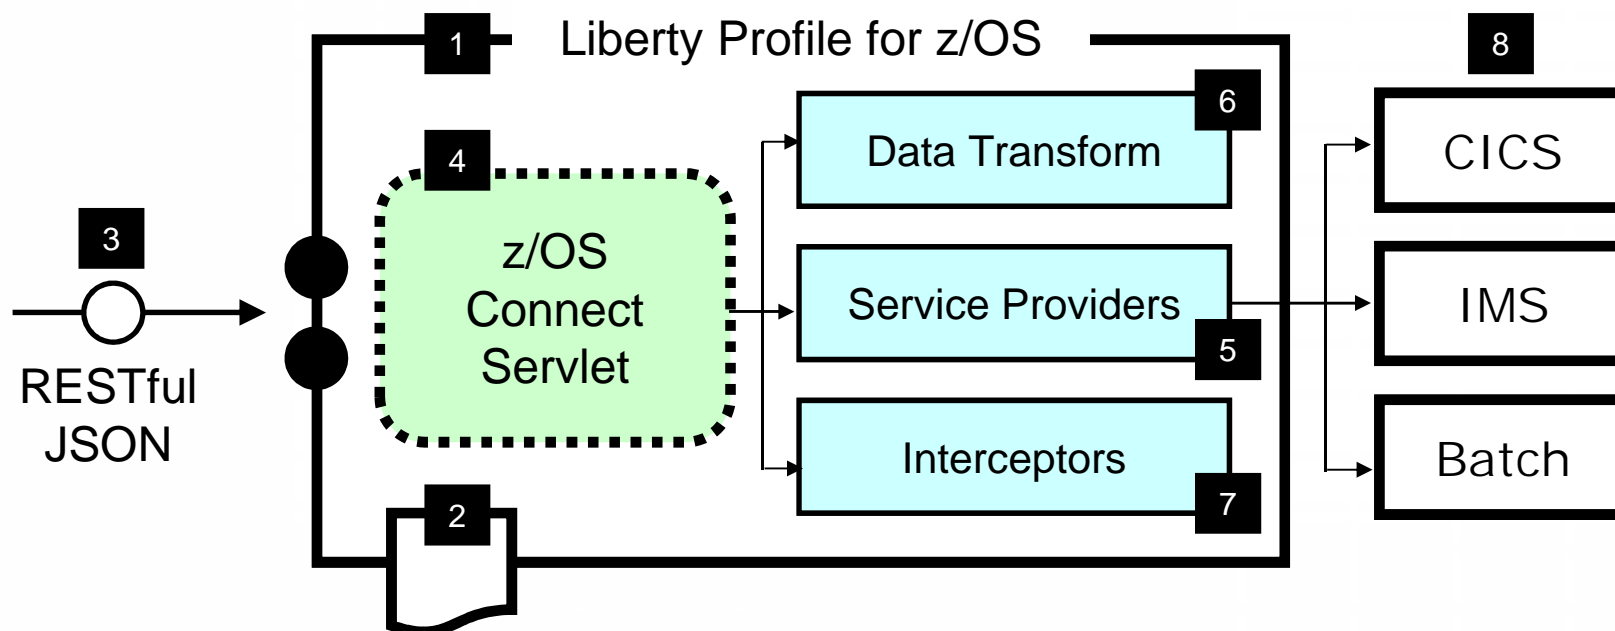 1
Liberty Profile for z/OS
8
6
Data Transform
CICS
4
3
z/OS
Connect
Servlet
Service Providers
5
IMS
RESTful
JSON
Interceptors
7
Batch
2